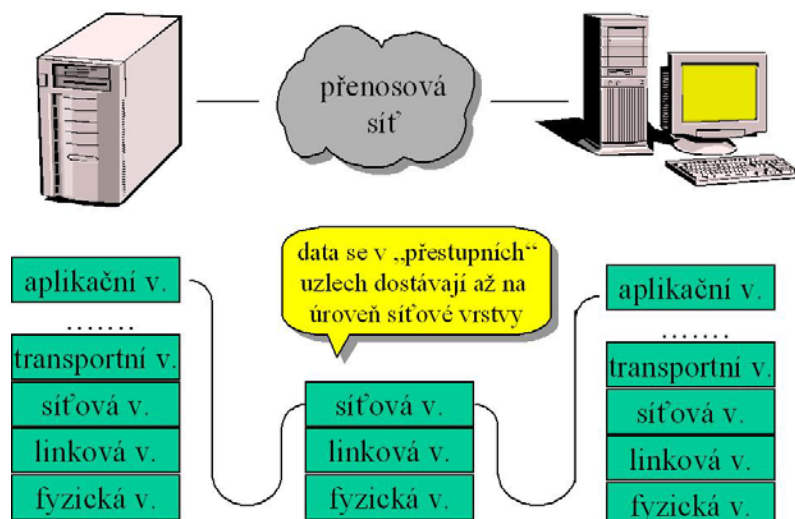 přenosová
síť
data se v „přestupních“
uzlech dostávají až na
úroveň síťové vrstvy
aplikační v.
.......
transportní v.
síťová v.
linková v.
fyzická v.
síťová v.
linková v.
fyzická v.
aplikační v.
.......
transportní v.
síťová v.
linková v.
fyzická v.